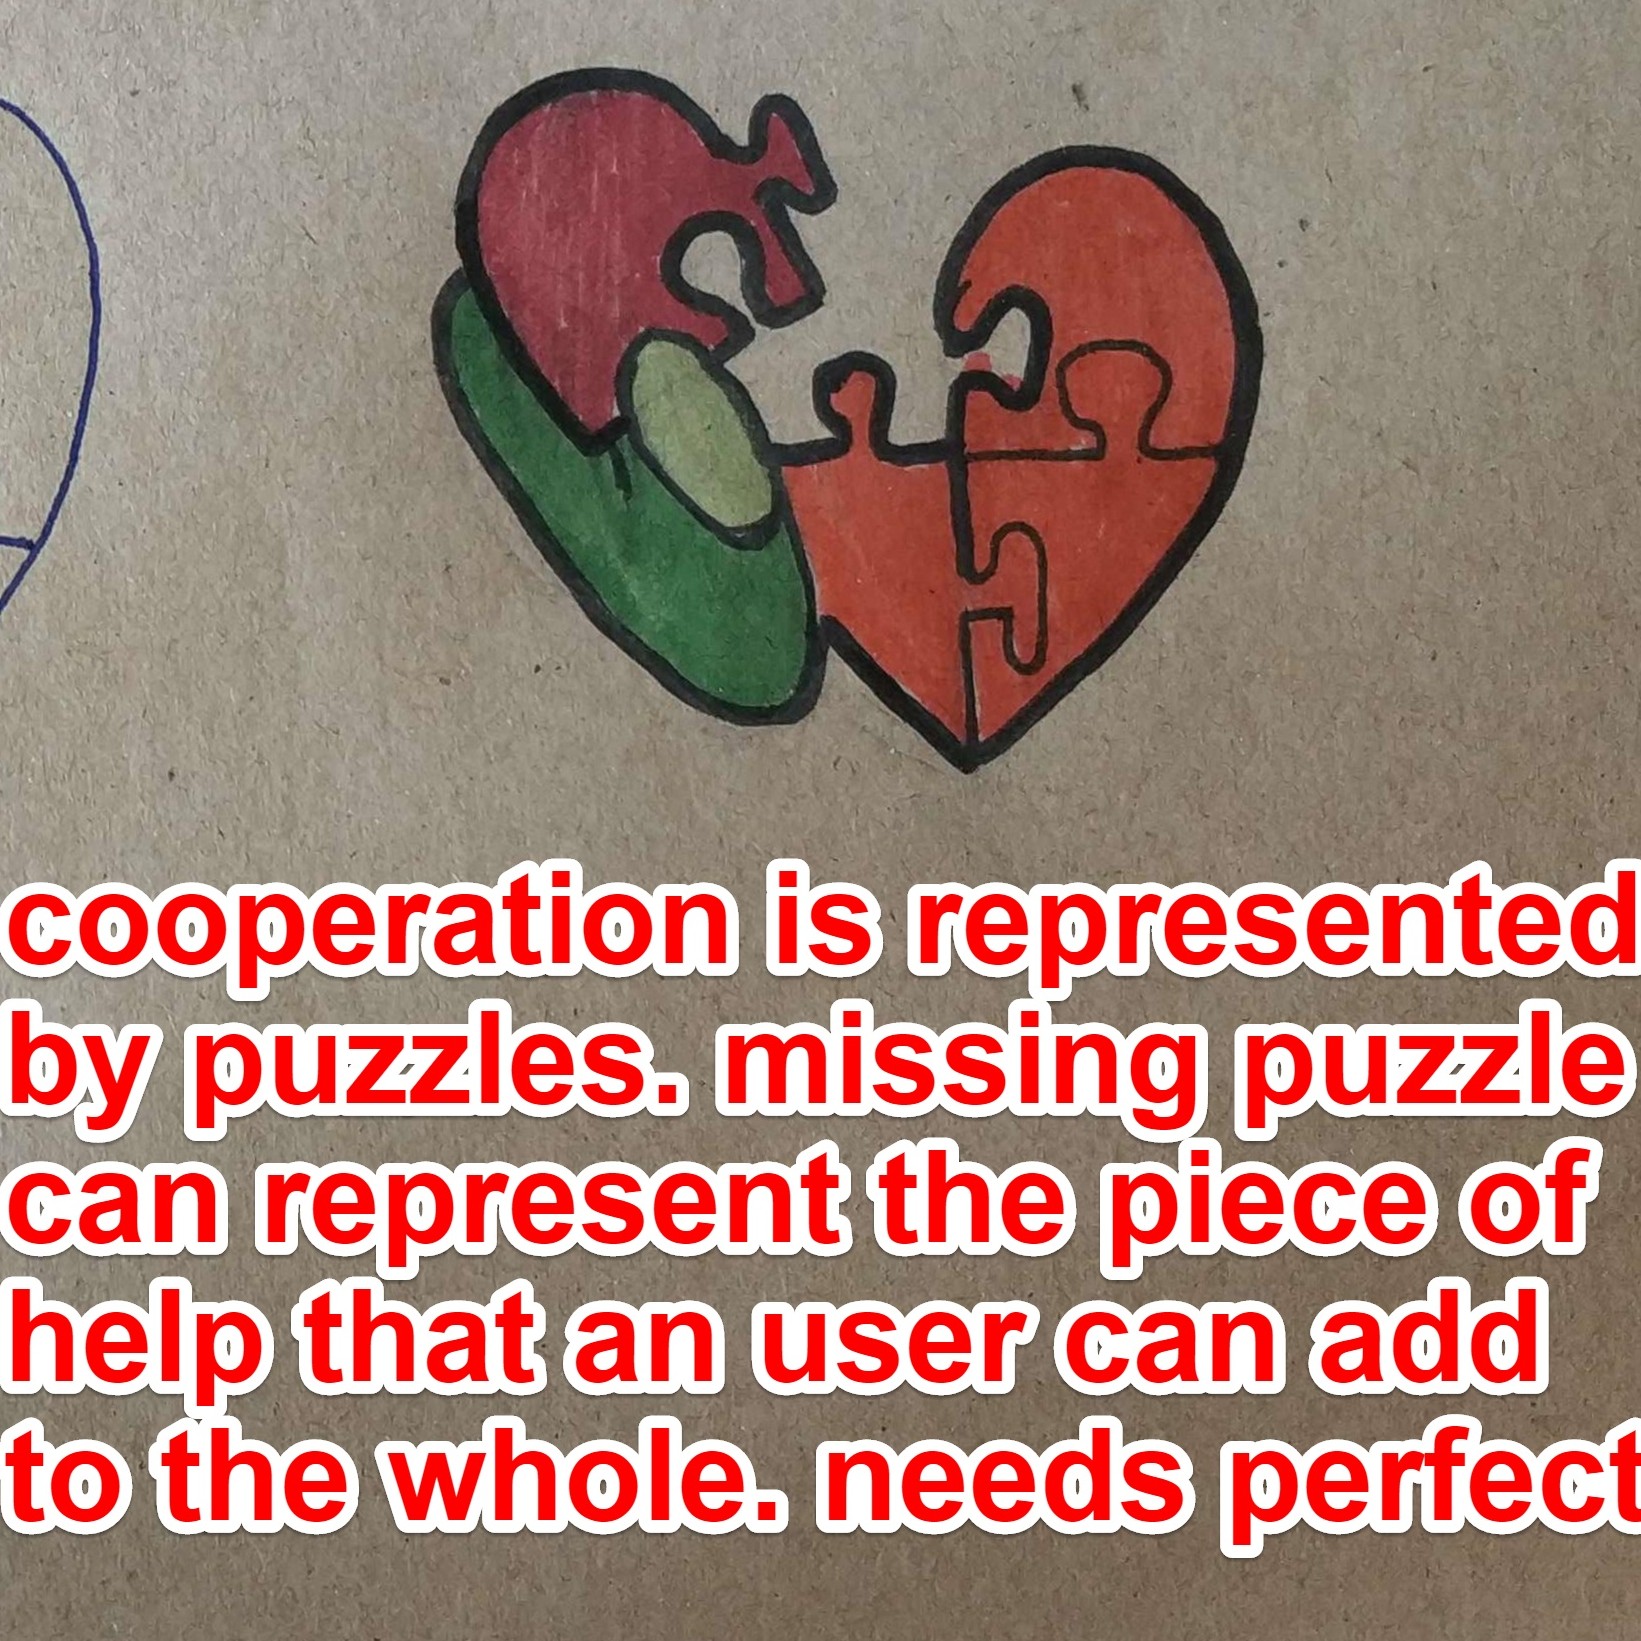 cooperation is represented
by puzzles. missing puzzle
can represent the piece of
help that an user can add
to the whole. needs perfect